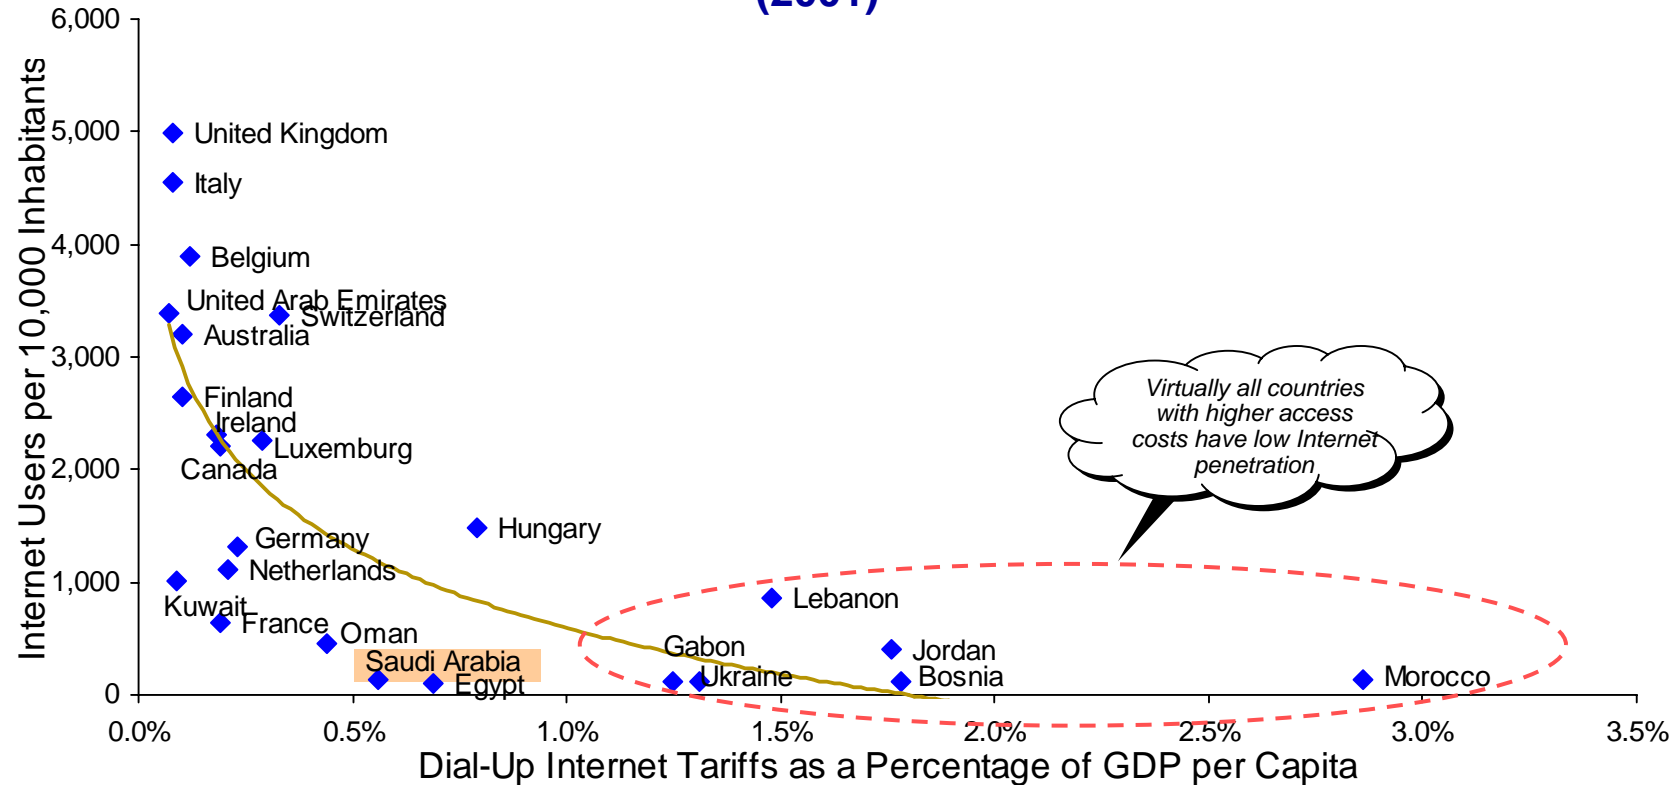 (2001)
6,000
5,000
4,000
3,000
2,000
1,000
0
Internet Users per 10,000 Inhabitants
United Kingdom
Italy
Belgium
United Arab Emirates
Switzerland
Australia
Finland
Ireland
Luxemburg
Canada
Hungary
Germany
Netherlands
Kuwait
France
Oman
Saudi Arabia
Egypt
Lebanon
Gabon
Ukraine
Jordan
Bosnia
Morocco
Virtually all countries
with higher access
costs have low Internet
penetration
0.0%
0.5%
1.0%
1.5%
2.0%
2.5%
3.0%
3.5%
Dial-Up Internet Tariffs as a Percentage of GDP per Capita